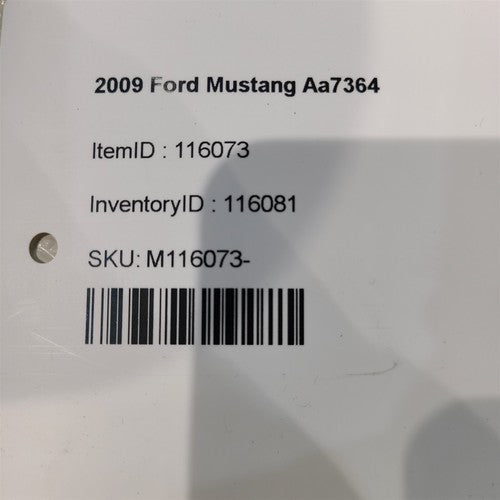 2009 Ford Mustang Aa7364
ItemID : 116073
InventoryID : 116081
SKU: M116073-